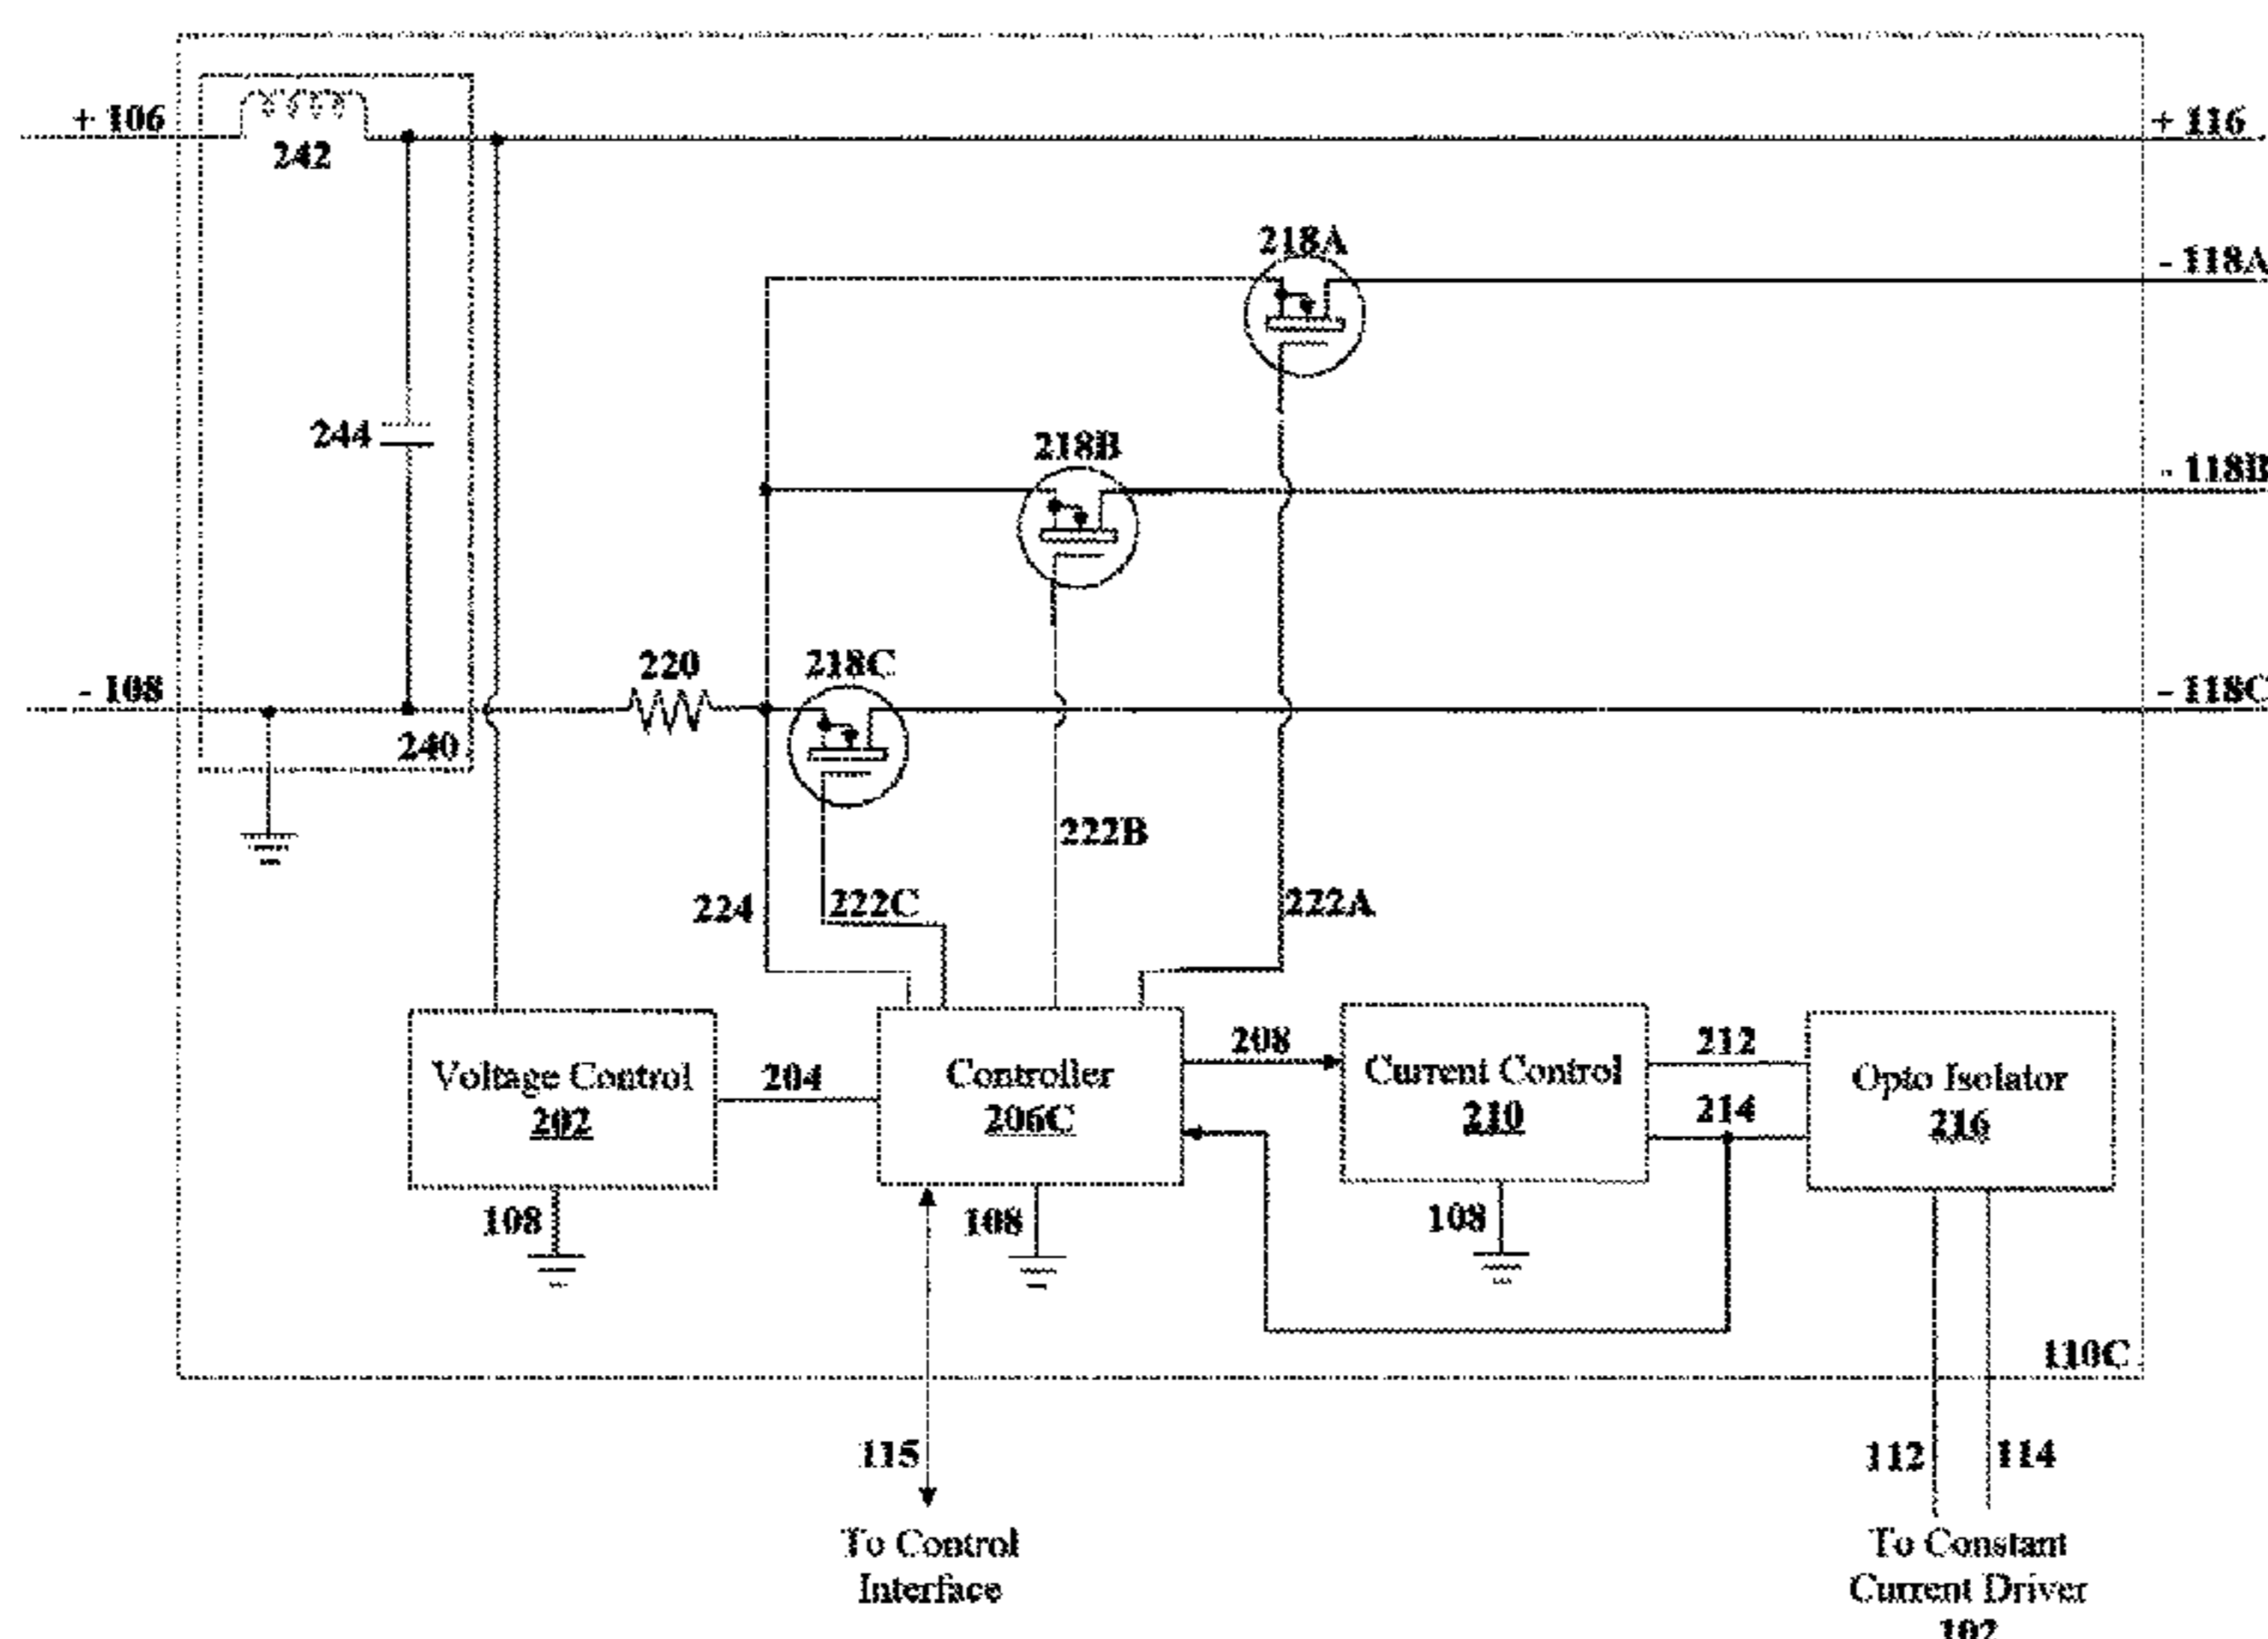 + 106
242
+ 116
218A
- 118A
244
218B
- 118B
- 108
220
218C
- 118C
240
222B
224
222C
222A
Voltage Control
202
204
Controller
206C
208
Current Control
210
212
214
Opto Isolator
216
108
108
108
110C
115
112
114
To Control
Interface
To Constant
Current Driver
102